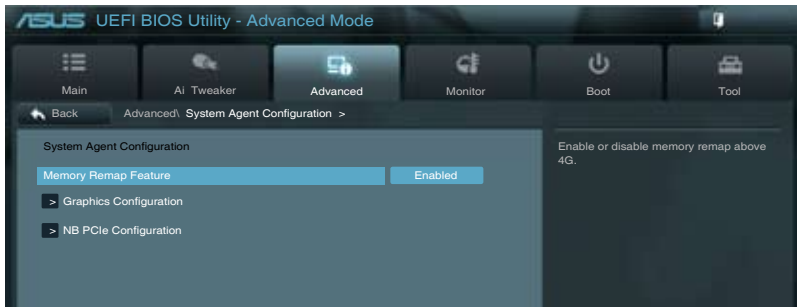 ASUS UEFI BIOS Utility - Advanced Mode
Main Ai Tweaker Advanced Monitor Boot Tool
Back Advanced\ System Agent Configuration >
System Agent Configuration
Memory Remap Feature Enabled
> Graphics Configuration
> NB PCIe Configuration
Enable or disable memory remap above
4G.